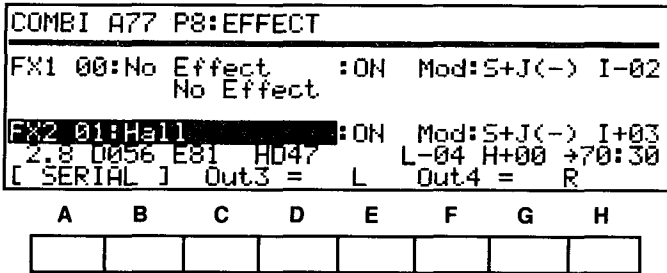 COMBI A77 P8:EFFECT
FX1 00:No Effect :ON Mod:S+J(-) I-02
No Effect
FX2 01:Hall :ON Mod:S+J(-) I+03
2.8 D056 E81 HD47 L-04 H+00 →70:30
[ SERIAL ] Out3 = L Out4 = R
A B C D E F G H